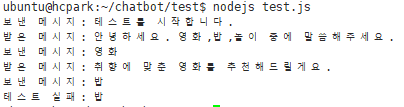 ubuntu@hcpark:~/chatbot/test$ nodejs test.js
보낸 메시지: 테스트를 시작합니다.
받은 메시지: 안녕하세요. 영화,밥,놀이 중에 말씀해주세요.
보낸 메시지: 영화
받은 메시지: 취향에 맞춘 영화를 추천해드릴게요.
보낸 메시지: 밥
테스트 실패: 밥